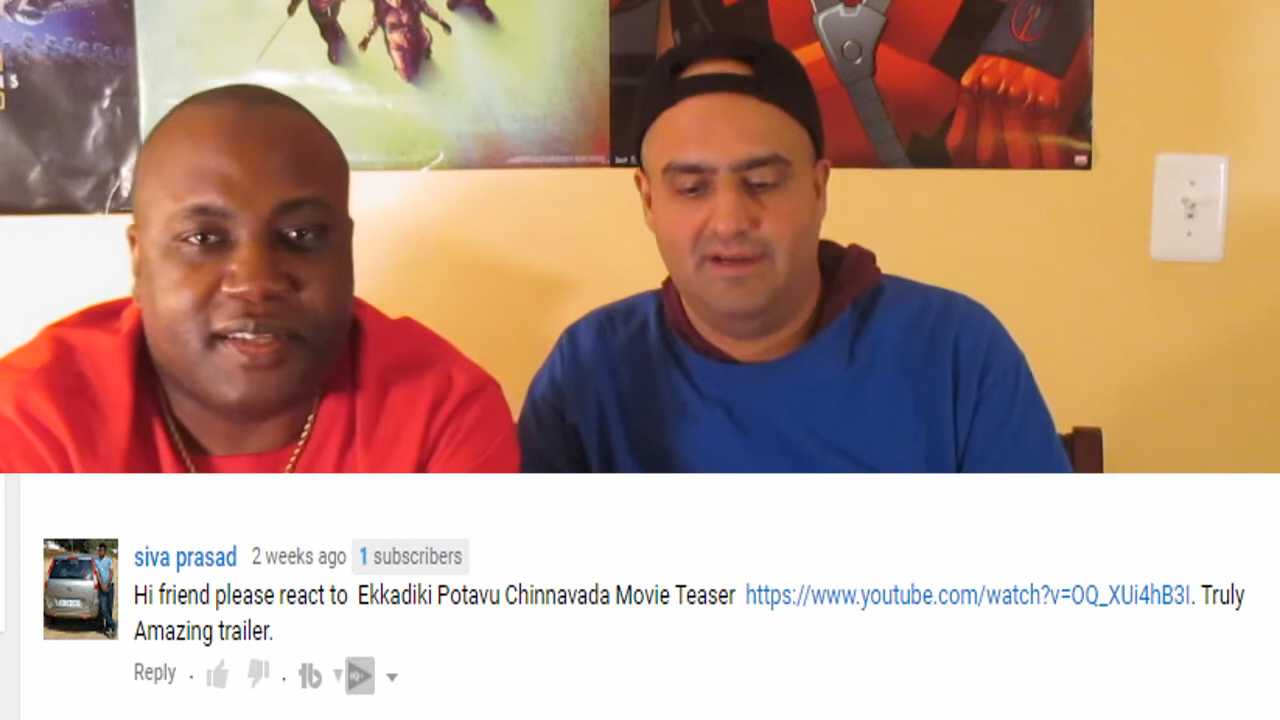 siva prasad 2 weeks ago 1 subscribers
Hi friend please react to Ekkadiki Potavu Chinnavada Movie Teaser https://www.youtube.com/watch?v=OQ_XUi4hB3I. Truly
Amazing trailer.
Reply